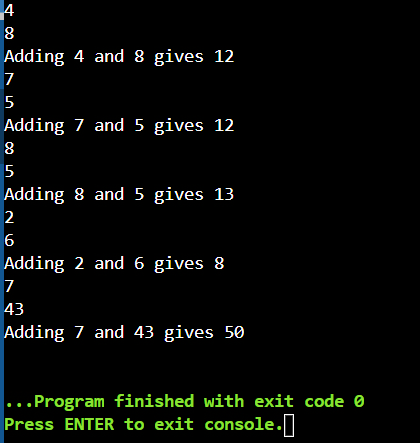 4
8
Adding 4 and 8 gives 12
7
5
Adding 7 and 5 gives 12
8
5
Adding 8 and 5 gives 13
2
6
Adding 2 and 6 gives 8
7
43
Adding 7 and 43 gives 50
...Program finished with exit code 0
Press ENTER to exit console.